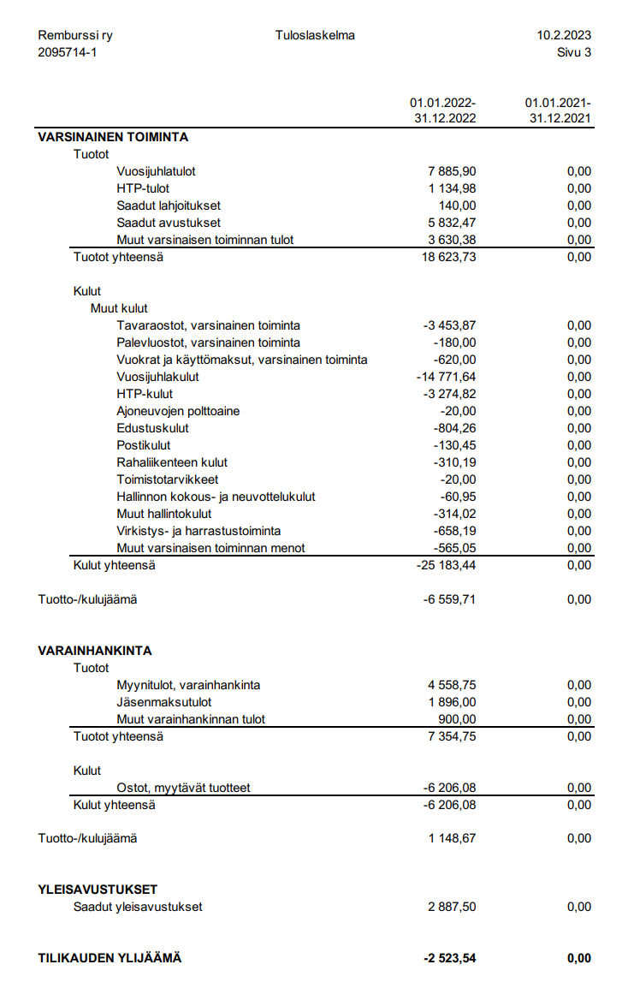 Remburssi ry Tuloslaskelma 10.2.2023
2095714-1 Sivu 3
01.01.2022- 01.01.2021-
31.12.2022 31.12.2021
VARSINAINEN TOIMINTA
Tuotot
Vuosijuhlatulot 7 885,90 0,00
HTP-tulot 1 134,98 0,00
Saadut lahjoitukset 140,00 0,00
Saadut avustukset 5 832,47 0,00
Muut varsinaisen toiminnan tulot 3 630,38 0,00
Tuotot yhteensä 18 623,73 0,00
Kulut
Muut kulut
Tavaraostot, varsinainen toiminta -3 453,87 0,00
Palevluostot, varsinainen toiminta -180,00 0,00
Vuokrat ja käyttömaksut, varsinainen toiminta -620,00 0,00
Vuosijuhlakulut -14 771,64 0,00
HTP-kulut -3 274,82 0,00
Ajoneuvojen polttoaine -20,00 0,00
Edustuskulut -804,26 0,00
Postikulut -130,45 0,00
Rahaliikenteen kulut -310,19 0,00
Toimistotarvikkeet -20,00 0,00
Hallinnon kokous- ja neuvottelukulut -60,95 0,00
Muut hallintokulut -314,02 0,00
Virkistys- ja harrastustoiminta -658,19 0,00
Muut varsinaisen toiminnan menot -565,05 0,00
Kulut yhteensä -25 183,44 0,00
Tuotto-/kulujäämä -6 559,71 0,00
VARAINHANKINTA
Tuotot
Myynitulot, varainhankinta 4 558,75 0,00
Jäsenmaksutulot 1 896,00 0,00
Muut varainhankinnan tulot 900,00 0,00
Tuotot yhteensä 7 354,75 0,00
Kulut
Ostot, myytävät tuotteet -6 206,08 0,00
Kulut yhteensä -6 206,08 0,00
Tuotto-/kulujäämä 1 148,67 0,00
YLEISAVUSTUKSET
Saadut yleisavustukset 2 887,50 0,00
TILIKAUDEN YLIJÄÄMÄ -2 523,54 0,00